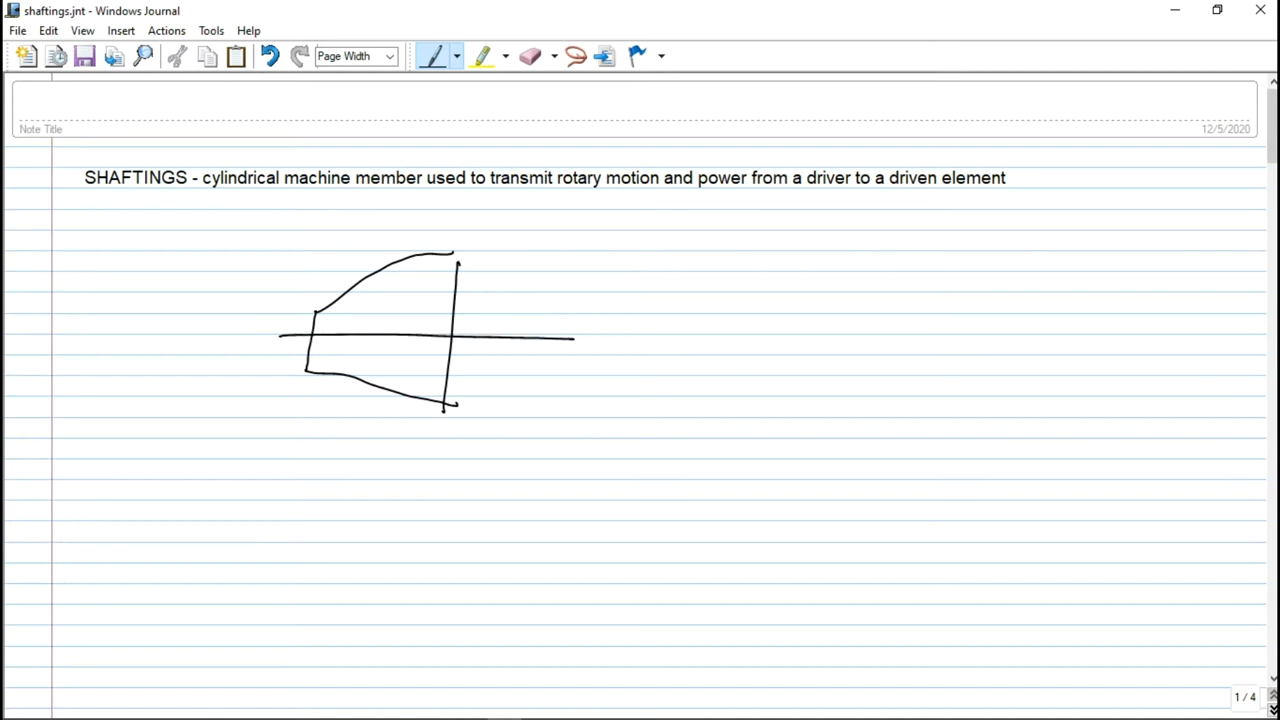 shaftings.jnt - Windows Journal
File Edit View Insert Actions Tools Help
Page Width
Note Title
12/5/2020
SHAFTINGS - cylindrical machine member used to transmit rotary motion and power from a driver to a driven element
1 / 4